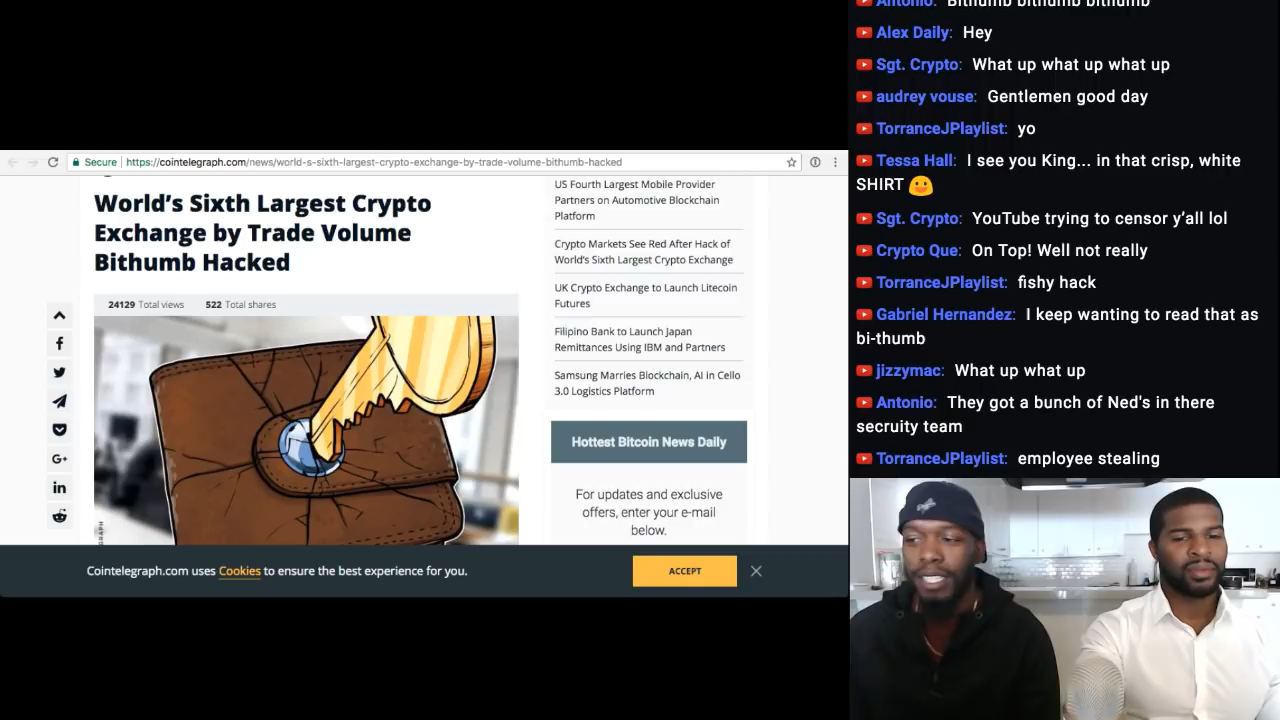 Secure https://cointelegraph.com/news/world-s-sixth-largest-crypto-exchange-by-trade-volume-bithumb-hacked
World's Sixth Largest Crypto
Exchange by Trade Volume
Bithumb Hacked
24129 Total views 522 Total shares
US Fourth Largest Mobile Provider
Partners on Automotive Blockchain
Platform
Crypto Markets See Red After Hack of
World's Sixth Largest Crypto Exchange
UK Crypto Exchange to Launch Litecoin
Futures
Filipino Bank to Launch Japan
Remittances Using IBM and Partners
Samsung Marries Blockchain, AI in Cello
3.0 Logistics Platform
Hottest Bitcoin News Daily
For updates and exclusive
offers, enter your e-mail
below.
Cointelegraph.com uses Cookies to ensure the best experience for you.
ACCEPT
Antonio: Bithumb bithumb bithumb
Alex Daily: Hey
Sgt. Crypto: What up what up what up
audrey vouse: Gentlemen good day
TorranceJPlaylist: yo
Tessa Hall: I see you King... in that crisp, white
SHIRT
Sgt. Crypto: YouTube trying to censor y'all lol
Crypto Que: On Top! Well not really
TorranceJPlaylist: fishy hack
Gabriel Hernandez: I keep wanting to read that as
bi-thumb
jizzymac: What up what up
Antonio: They got a bunch of Ned's in there
secruity team
TorranceJPlaylist: employee stealing